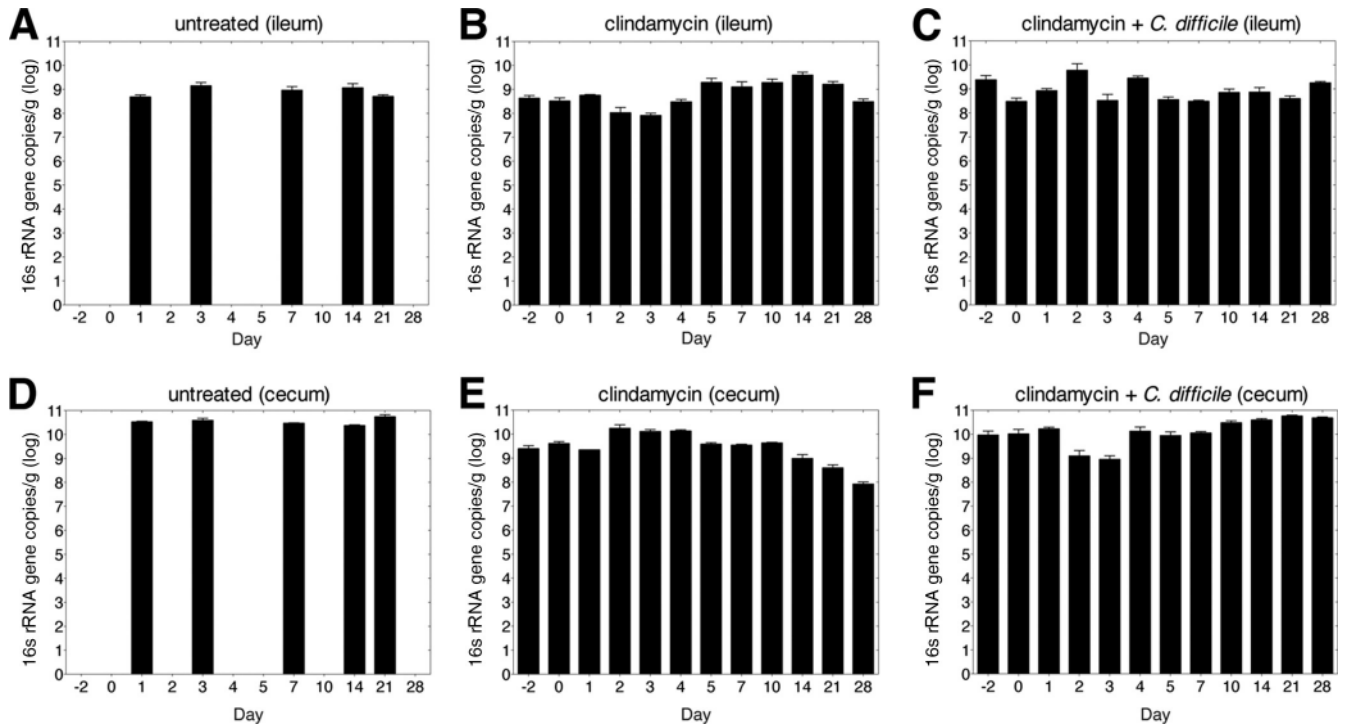 A
untreated (ileum)
11
10
9
8
7
6
5
4
3
2
1
0
16s rRNA gene copies/g (log)
-2 0 1 2 3 4 5 7 10 14 21 28
Day
B
clindamycin (ileum)
11
10
9
8
7
6
5
4
3
2
1
0
16s rRNA gene copies/g (log)
-2 0 1 2 3 4 5 7 10 14 21 28
Day
C
clindamycin + C. difficile (ileum)
11
10
9
8
7
6
5
4
3
2
1
0
16s rRNA gene copies/g (log)
-2 0 1 2 3 4 5 7 10 14 21 28
Day
D
untreated (cecum)
11
10
9
8
7
6
5
4
3
2
1
0
16s rRNA gene copies/g (log)
-2 0 1 2 3 4 5 7 10 14 21 28
Day
E
clindamycin (cecum)
11
10
9
8
7
6
5
4
3
2
1
0
16s rRNA gene copies/g (log)
-2 0 1 2 3 4 5 7 10 14 21 28
Day
F
clindamycin + C. difficile (cecum)
11
10
9
8
7
6
5
4
3
2
1
0
16s rRNA gene copies/g (log)
-2 0 1 2 3 4 5 7 10 14 21 28
Day